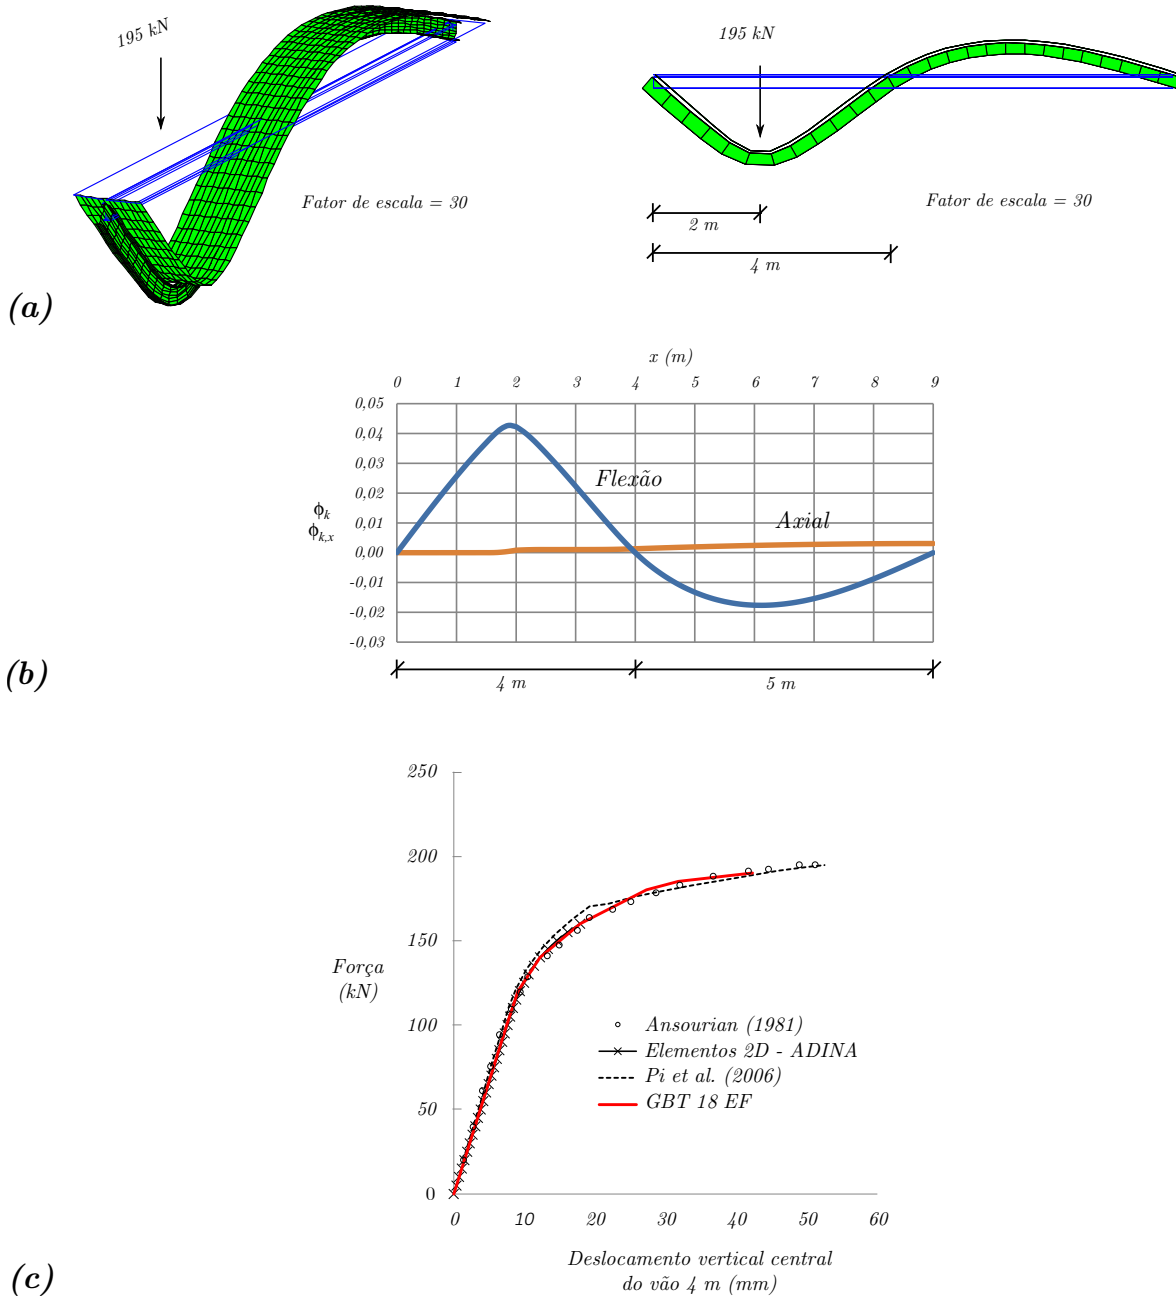 195 kN
195 kN
Fator de escala = 30
Fator de escala = 30
2 m
4 m
(a)
x (m)
0 1 2 3 4 5 6 7 8 9
0,05
0,04
0,03
0,02
0,01
0,00
-0,01
-0,02
-0,03
ϕk
ϕk,x
Flexão
Axial
4 m
5 m
(b)
250
200
150
100
50
0
Força
(kN)
Ansourian (1981)
Elementos 2D - ADINA
Pi et al. (2006)
GBT 18 EF
0 10 20 30 40 50 60
Deslocamento vertical central
do vão 4 m (mm)
(c)